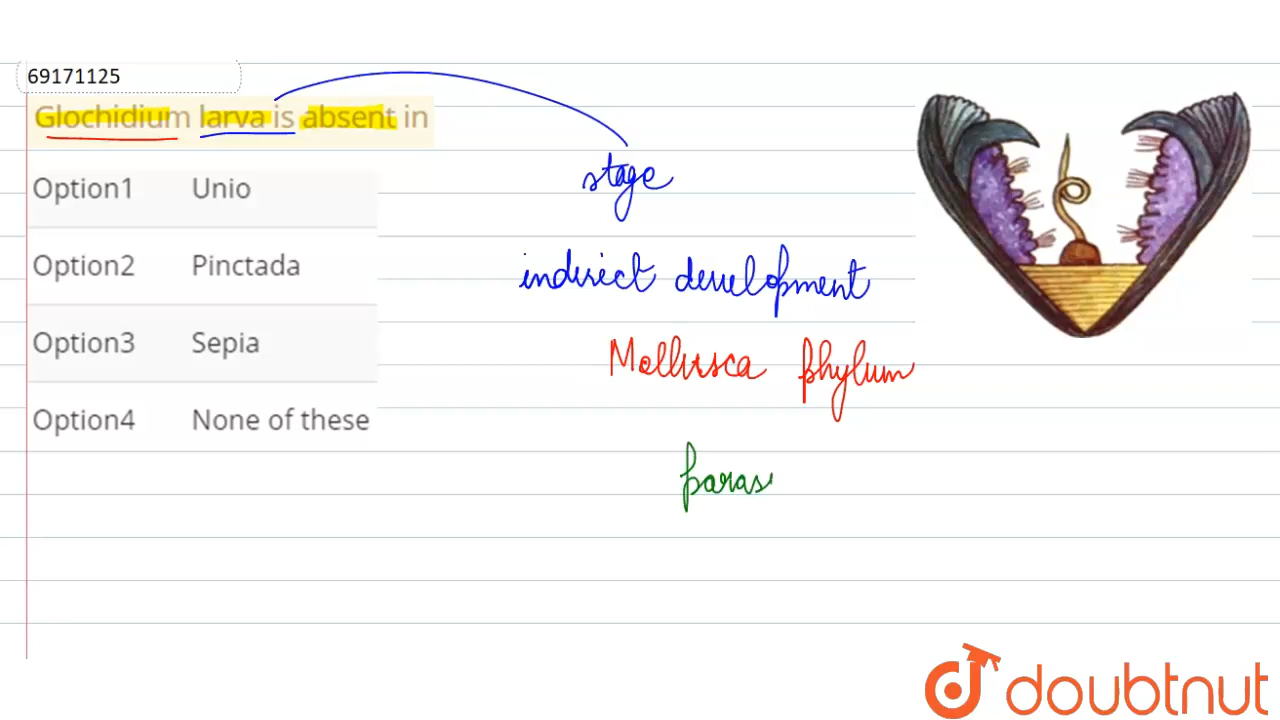 69171125
Glochidium larva is absent in
Option1 Unio
Option2 Pinctada
Option3 Sepia
Option4 None of these
stage
indirect development
Mollusca phylum
paras
doubtnut